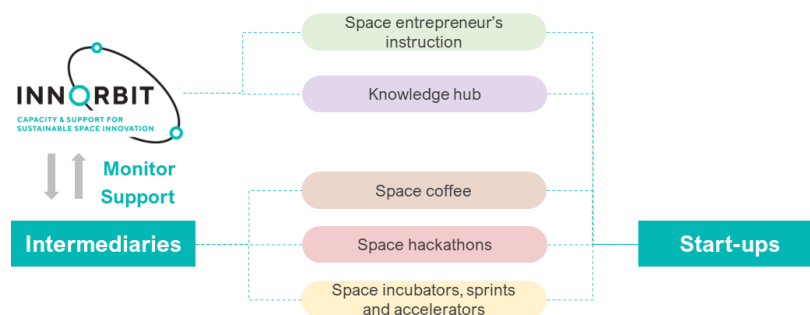 Space entrepreneur's
instruction
INNORBIT
CAPACITY & SUPPORT FOR
SUSTAINABLE SPACE INNOVATION
Knowledge hub
Monitor
Support
Space coffee
Intermediaries
Space hackathons
Start-ups
Space incubators, sprints
and accelerators